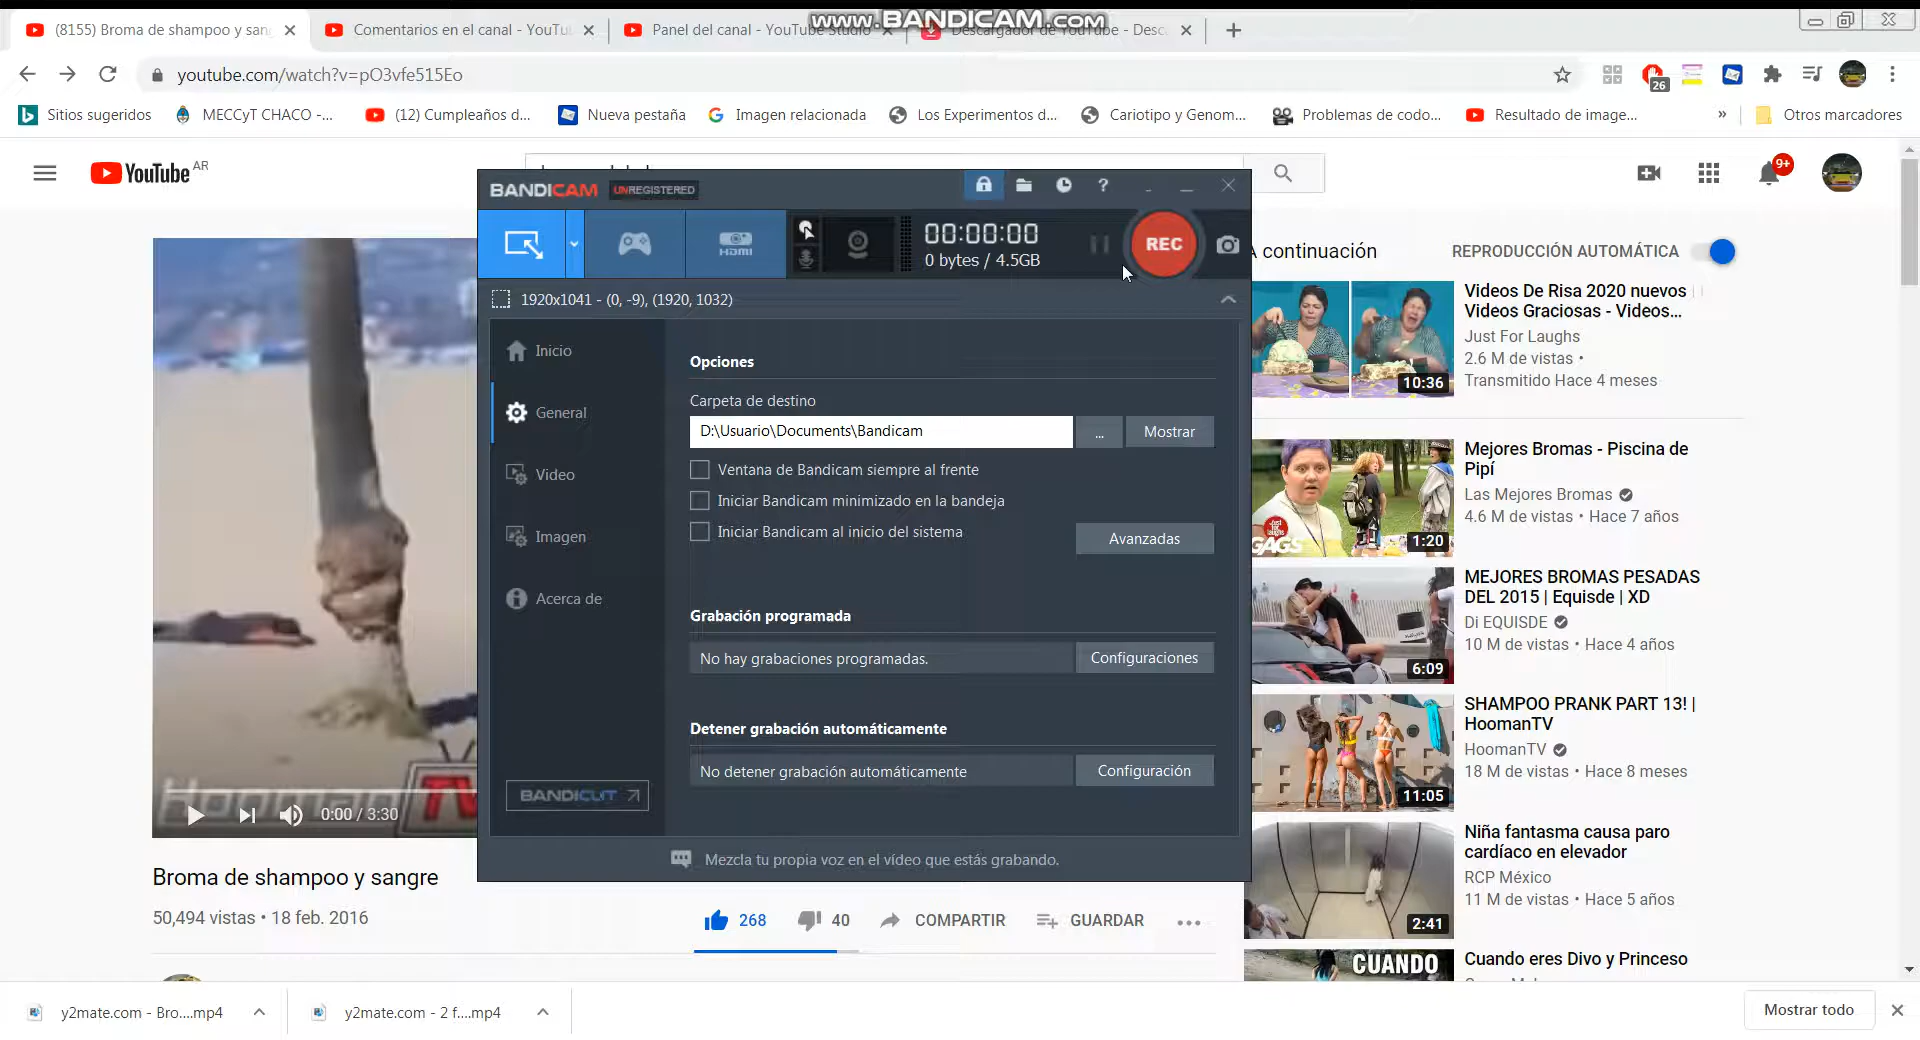 www.BANDICAM.com
(8155) Broma de shampoo y san
Comentarios en el canal - YouTu
Panel del canal - YouTube Studio
Descargador de YouTube - Desc
youtube.com/watch?v=pO3vfe515Eo
26
Sitios sugeridos
MECCyT CHACO -...
(12) Cumpleaños d...
Nueva pestaña
Imagen relacionada
Los Experimentos d...
Cariotipo y Genom...
Problemas de codo...
Resultado de image...
»
Otros marcadores
YouTube AR
9+
BANDICAM UNREGISTERED
HDMI
00:00:00
0 bytes / 4.5GB
REC
1920x1041 - (0, -9), (1920, 1032)
Inicio
General
Video
Imagen
Acerca de
BANDICUT
Opciones
Carpeta de destino
D:\Usuario\Documents\Bandicam
...
Mostrar
Ventana de Bandicam siempre al frente
Iniciar Bandicam minimizado en la bandeja
Iniciar Bandicam al inicio del sistema
Avanzadas
Grabación programada
No hay grabaciones programadas.
Configuraciones
Detener grabación automáticamente
No detener grabación automáticamente
Configuración
Mezcla tu propia voz en el vídeo que estás grabando.
HoomanTV
0:00 / 3:30
Broma de shampoo y sangre
50,494 vistas • 18 feb. 2016
268
40
COMPARTIR
GUARDAR
A continuación
REPRODUCCIÓN AUTOMÁTICA
10:36
Videos De Risa 2020 nuevos
Videos Graciosas - Videos...
Just For Laughs
2.6 M de vistas •
Transmitido Hace 4 meses
GAGS
1:20
Mejores Bromas - Piscina de
Pipí
Las Mejores Bromas
4.6 M de vistas • Hace 7 años
6:09
MEJORES BROMAS PESADAS
DEL 2015 | Equisde | XD
Di EQUISDE
10 M de vistas • Hace 4 años
11:05
SHAMPOO PRANK PART 13! |
HoomanTV
HoomanTV
18 M de vistas • Hace 8 meses
2:41
Niña fantasma causa paro
cardíaco en elevador
RCP México
11 M de vistas • Hace 5 años
CUANDO
Cuando eres Divo y Princeso
y2mate.com - Bro....mp4
y2mate.com - 2 f....mp4
Mostrar todo